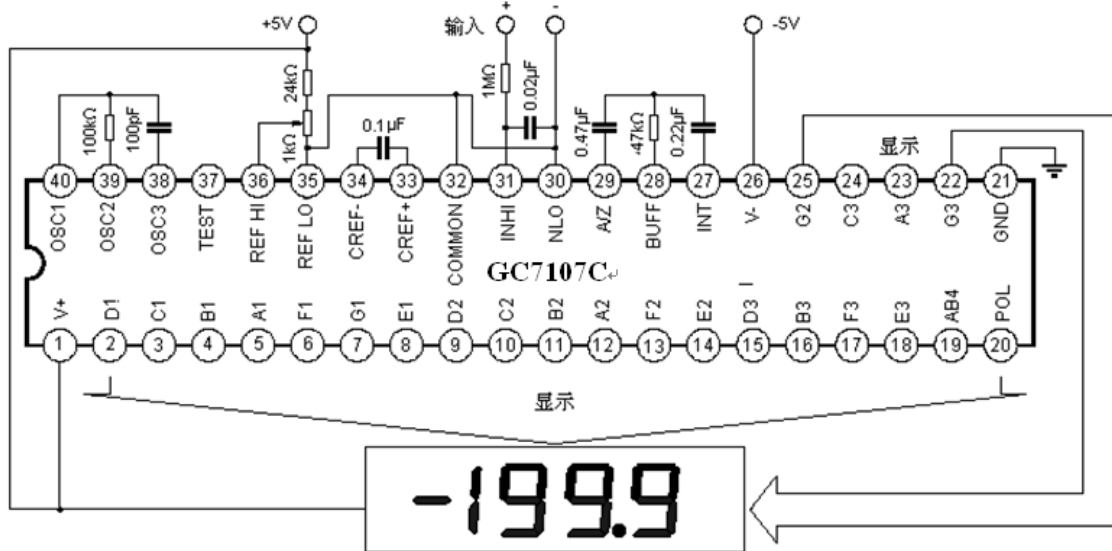 +5V 输入 + - -5V
24kΩ 1MΩ 0.02μF
100kΩ 100pF 1kΩ 0.1μF 0.47μF 47kΩ 0.22μF 显示
40 39 38 37 36 35 34 33 32 31 30 29 28 27 26 25 24 23 22 21
OSC1 OSC2 OSC3 TEST REF HI REF LO CREF- CREF+ COMMON INHI NLO A/Z BUFF INT V- G2 C3 A3 G3 GND
GC7107C
V+ D1 C1 B1 A1 F1 G1 E1 D2 C2 B2 A2 F2 E2 D3 B3 F3 E3 AB4 POL
1 2 3 4 5 6 7 8 9 10 11 12 13 14 15 16 17 18 19 20
显示
-199.9